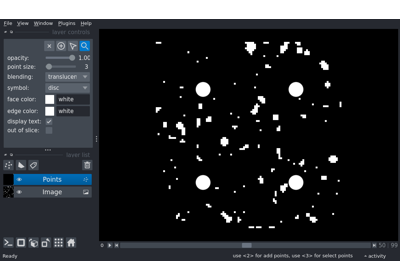 File View Window Plugins Help
layer controls
opacity: 1.00
point size: 3
blending: translucen
symbol: disc
face color: white
edge color: white
display text:
out of slice:
layer list
Points
Image
0 50 99
Ready use <2> for add points, use <3> for select points activity